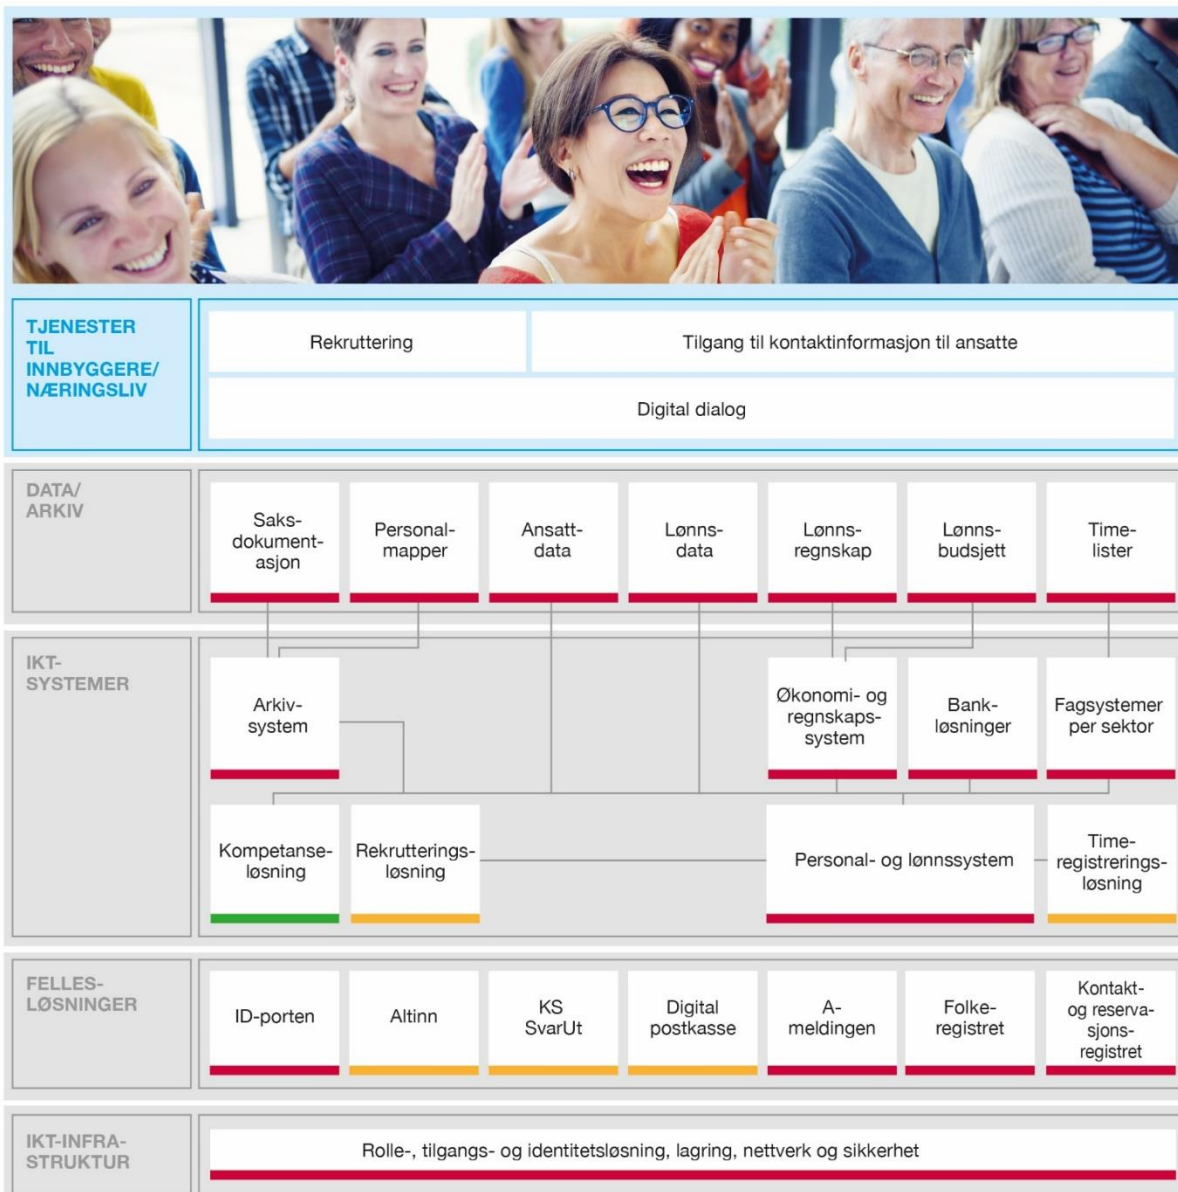 TJENESTER
TIL
INNBYGGERE/
NÆRINGSLIV
Rekruttering
Tilgang til kontaktinformasjon til ansatte
Digital dialog
DATA/
ARKIV
Saks-
dokument-
asjon
Personal-
mapper
Ansatt-
data
Lønns-
data
Lønns-
regnskap
Lønns-
budsjett
Time-
lister
IKT-
SYSTEMER
Arkiv-
system
Økonomi- og
regnskaps-
system
Bank-
løsninger
Fagsystemer
per sektor
Kompetanse-
løsning
Rekrutterings-
løsning
Personal- og lønnssystem
Time-
registrerings-
løsning
FELLES-
LØSNINGER
ID-porten
Altinn
KS
SvarUt
Digital
postkasse
A-
meldingen
Folke-
registret
Kontakt-
og reserva-
sjons-
registret
IKT-INFRA-
STRUKTUR
Rolle-, tilgangs- og identitetsløsning, lagring, nettverk og sikkerhet